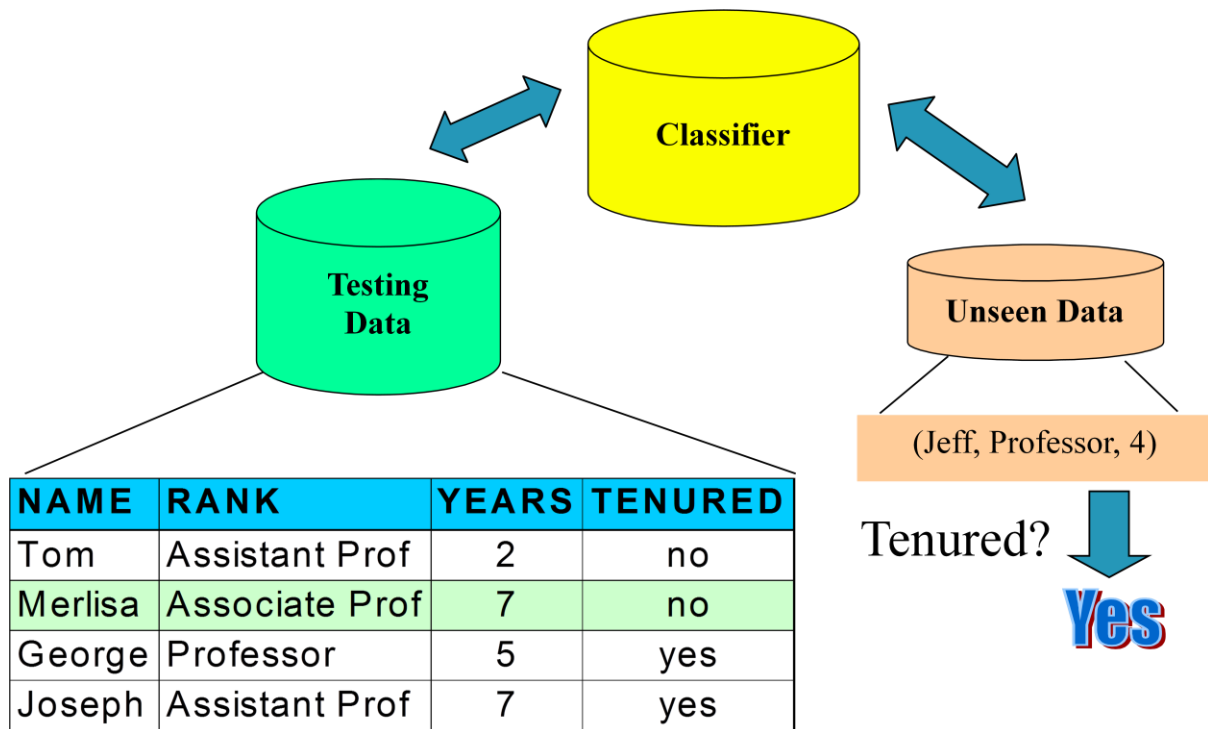 Classifier
Testing
Data
Unseen Data
(Jeff, Professor, 4)
NAME RANK YEARS TENURED
Tom Assistant Prof 2 no
Merlisa Associate Prof 7 no
George Professor 5 yes
Joseph Assistant Prof 7 yes
Tenured?
Yes